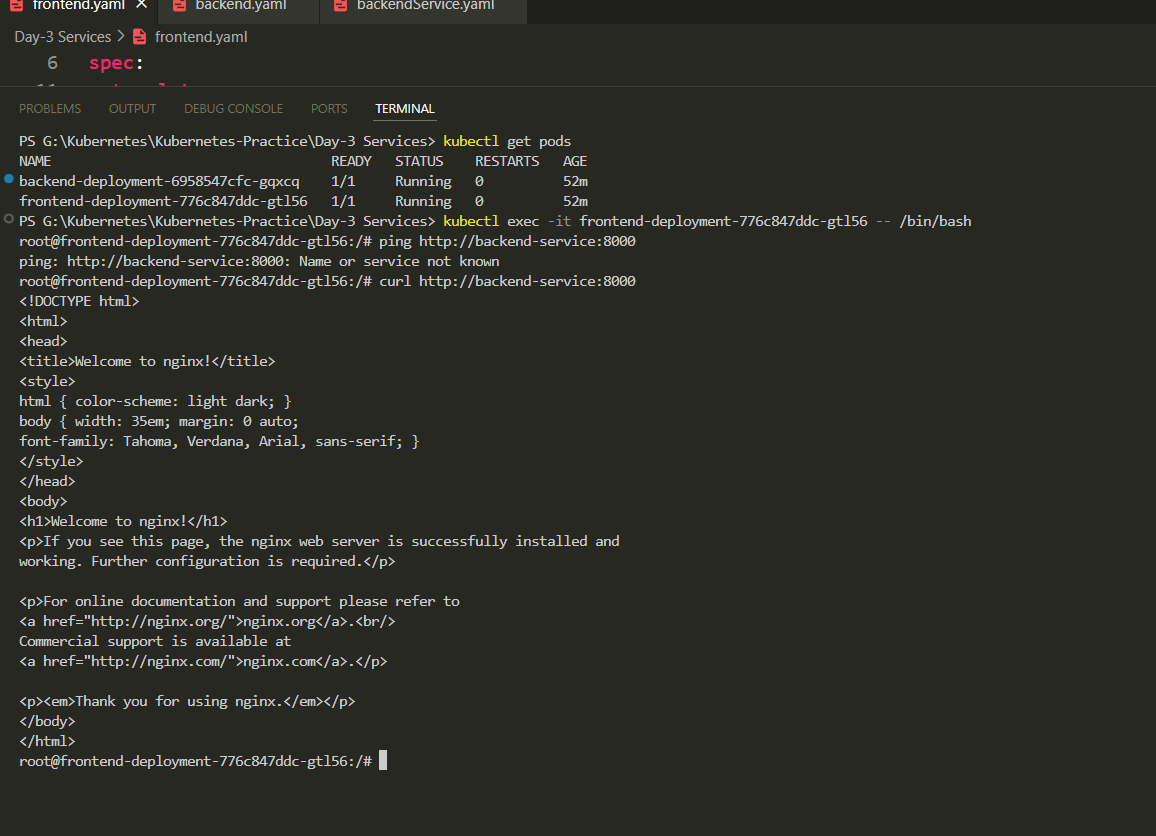 frontend.yaml
backend.yaml
backendService.yaml
Day-3 Services > frontend.yaml
6 spec:
PROBLEMS OUTPUT DEBUG CONSOLE PORTS TERMINAL
PS G:\Kubernetes\Kubernetes-Practice\Day-3 Services> kubectl get pods
NAME READY STATUS RESTARTS AGE
backend-deployment-6958547cfc-gqxcq 1/1 Running 0 52m
frontend-deployment-776c847ddc-gtl56 1/1 Running 0 52m
PS G:\Kubernetes\Kubernetes-Practice\Day-3 Services> kubectl exec -it frontend-deployment-776c847ddc-gtl56 -- /bin/bash
root@frontend-deployment-776c847ddc-gtl56:/# ping http://backend-service:8000
ping: http://backend-service:8000: Name or service not known
root@frontend-deployment-776c847ddc-gtl56:/# curl http://backend-service:8000
<!DOCTYPE html>
<html>
<head>
<title>Welcome to nginx!</title>
<style>
html { color-scheme: light dark; }
body { width: 35em; margin: 0 auto;
font-family: Tahoma, Verdana, Arial, sans-serif; }
</style>
</head>
<body>
<h1>Welcome to nginx!</h1>
<p>If you see this page, the nginx web server is successfully installed and
working. Further configuration is required.</p>
<p>For online documentation and support please refer to
<a href="http://nginx.org/">nginx.org</a>.<br/>
Commercial support is available at
<a href="http://nginx.com/">nginx.com</a>.</p>
<p><em>Thank you for using nginx.</em></p>
</body>
</html>
root@frontend-deployment-776c847ddc-gtl56:/#